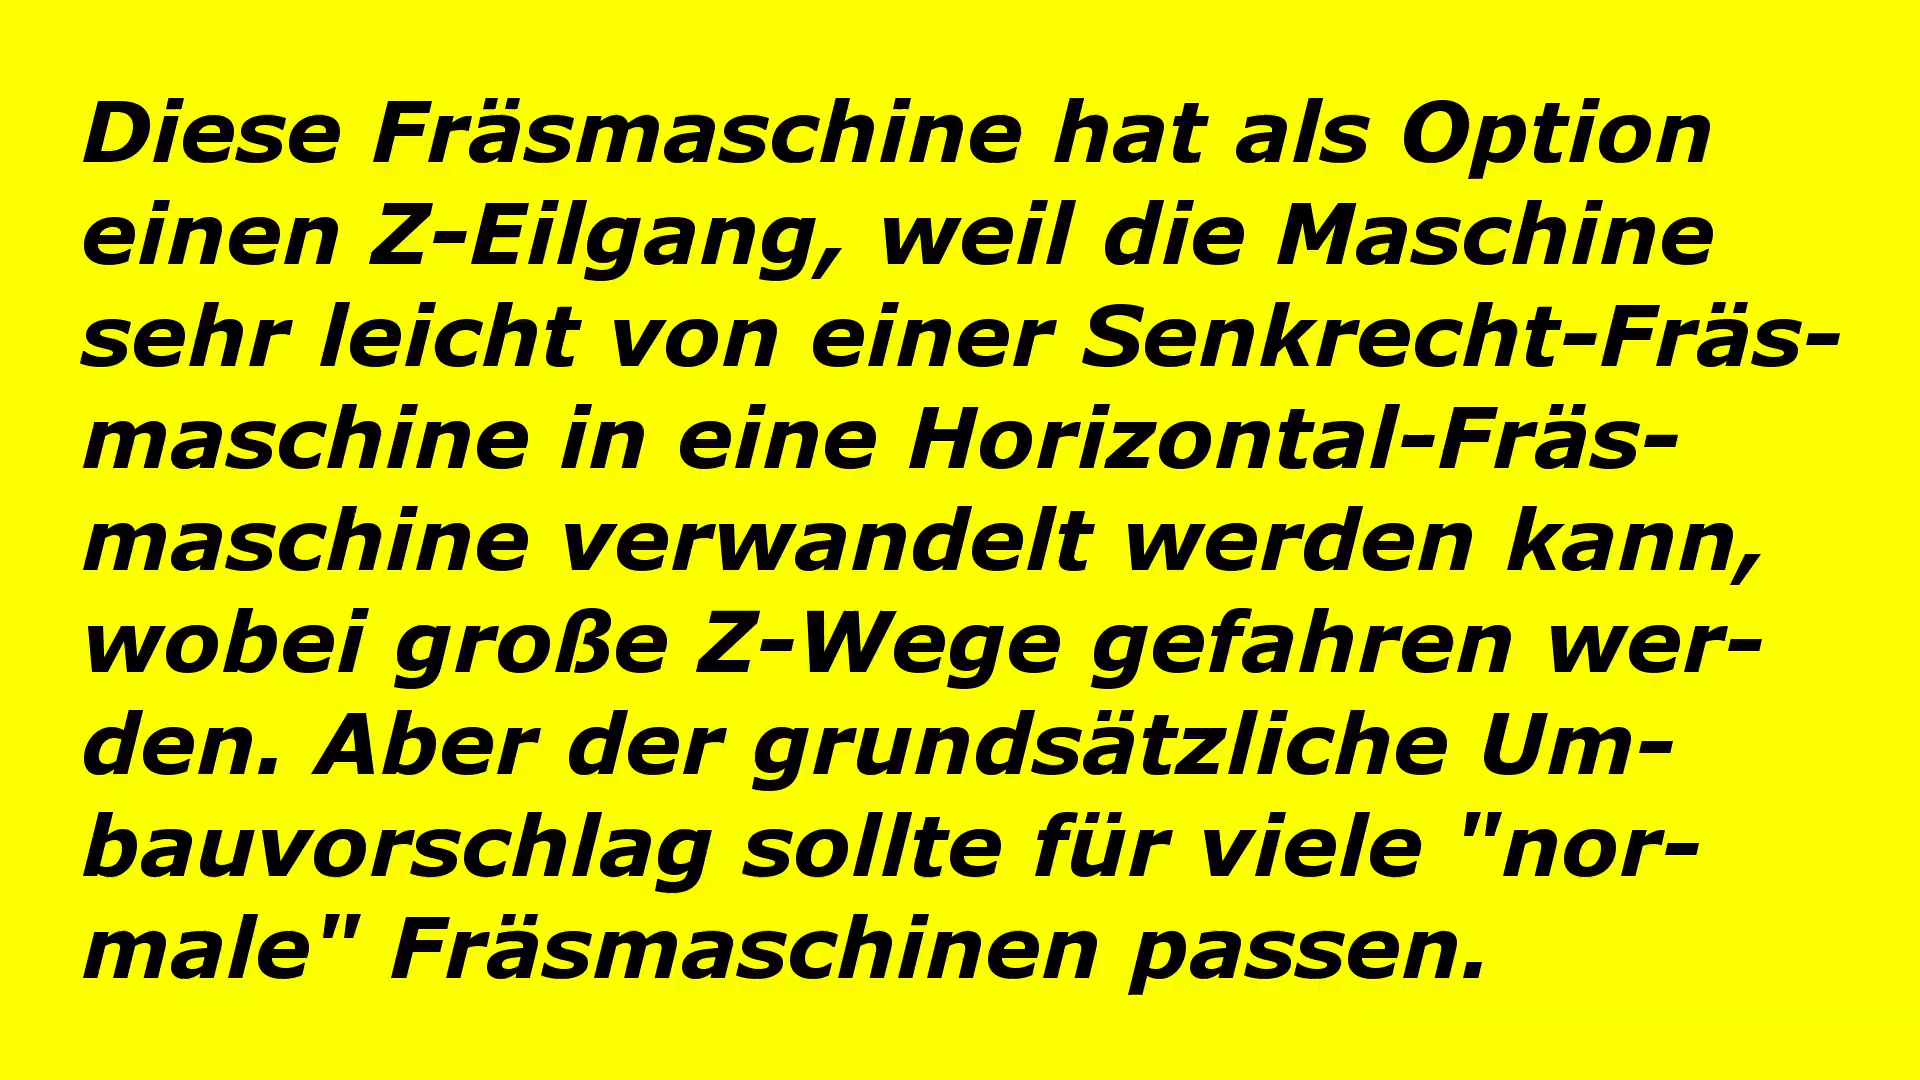 Diese Fräsmaschine hat als Option
einen Z-Eilgang, weil die Maschine
sehr leicht von einer Senkrecht-Fräs-
maschine in eine Horizontal-Fräs-
maschine verwandelt werden kann,
wobei große Z-Wege gefahren wer-
den. Aber der grundsätzliche Um-
bauvorschlag sollte für viele "nor-
male" Fräsmaschinen passen.